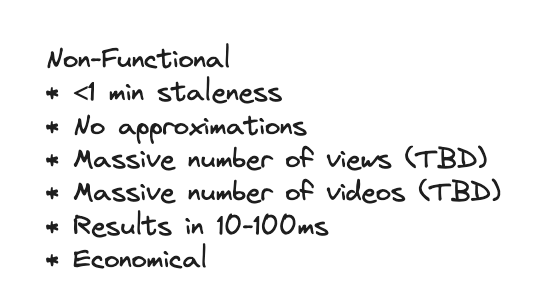 Non-Functional
* <1 min staleness
* No approximations
* Massive number of views (TBD)
* Massive number of videos (TBD)
* Results in 10-100ms
* Economical